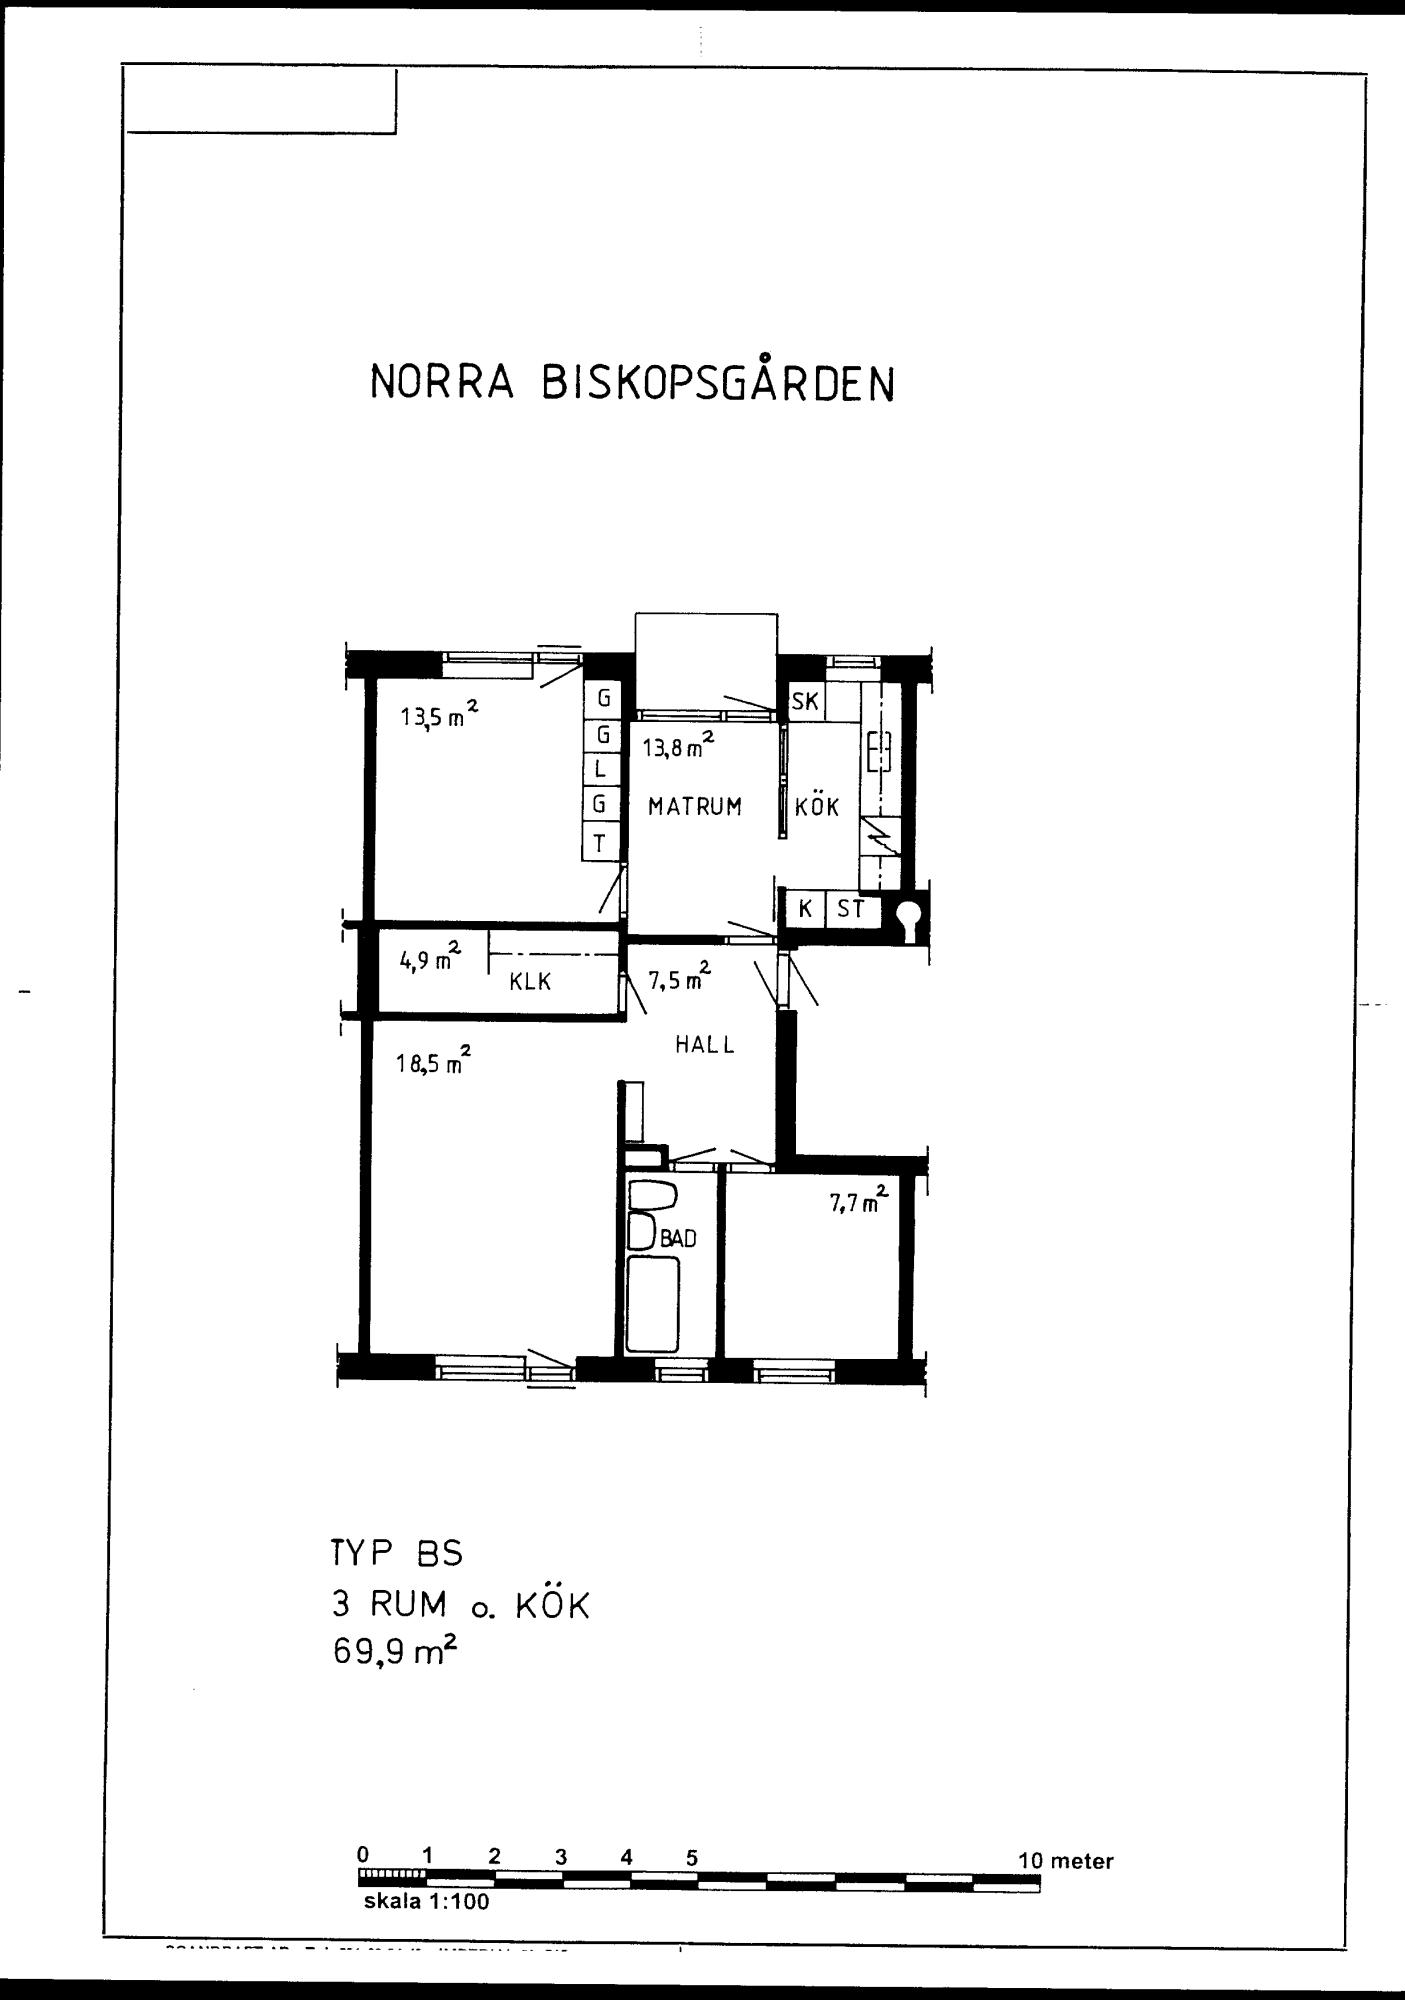 NORRA BISKOPSGÅRDEN
13,5 m²
G
G
L
G
T
13,8 m²
MATRUM
SK
KÖK
K ST
4,9 m²
KLK
7,5 m²
HALL
18,5 m²
7,7 m²
BAD
TYP BS
3 RUM o. KÖK
69,9 m²
0 1 2 3 4 5 10 meter
skala 1:100